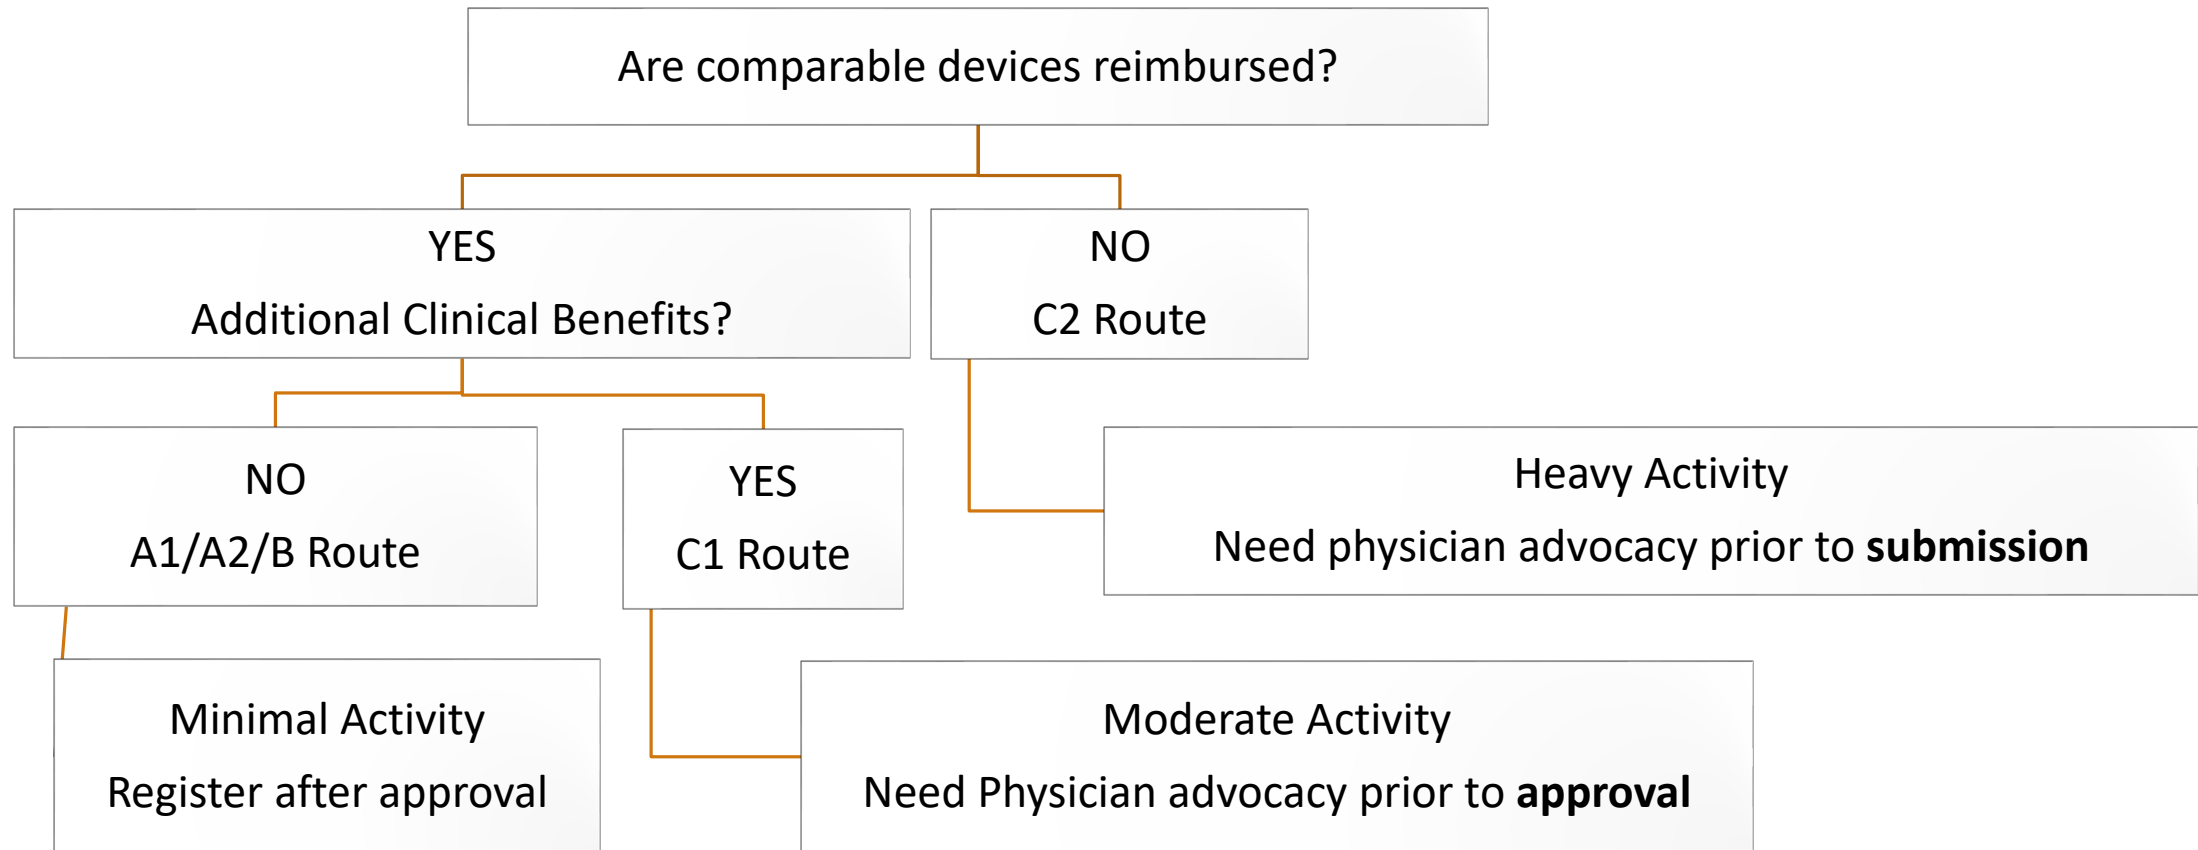 Are comparable devices reimbursed?
YES
Additional Clinical Benefits?
NO
C2 Route
NO
A1/A2/B Route
YES
C1 Route
Heavy Activity
Need physician advocacy prior to submission
Minimal Activity
Register after approval
Moderate Activity
Need Physician advocacy prior to approval